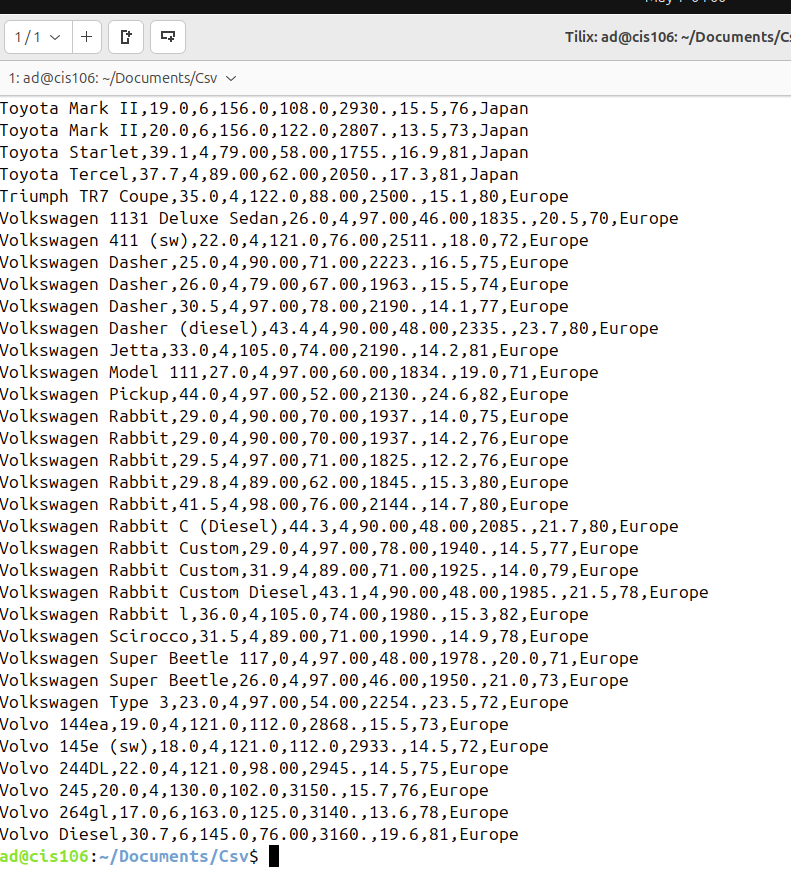 1 / 1
Tilix: ad@cis106: ~/Documents/Cs
1: ad@cis106: ~/Documents/Csv
Toyota Mark II,19.0,6,156.0,108.0,2930.,15.5,76,Japan
Toyota Mark II,20.0,6,156.0,122.0,2807.,13.5,73,Japan
Toyota Starlet,39.1,4,79.00,58.00,1755.,16.9,81,Japan
Toyota Tercel,37.7,4,89.00,62.00,2050.,17.3,81,Japan
Triumph TR7 Coupe,35.0,4,122.0,88.00,2500.,15.1,80,Europe
Volkswagen 1131 Deluxe Sedan,26.0,4,97.00,46.00,1835.,20.5,70,Europe
Volkswagen 411 (sw),22.0,4,121.0,76.00,2511.,18.0,72,Europe
Volkswagen Dasher,25.0,4,90.00,71.00,2223.,16.5,75,Europe
Volkswagen Dasher,26.0,4,79.00,67.00,1963.,15.5,74,Europe
Volkswagen Dasher,30.5,4,97.00,78.00,2190.,14.1,77,Europe
Volkswagen Dasher (diesel),43.4,4,90.00,48.00,2335.,23.7,80,Europe
Volkswagen Jetta,33.0,4,105.0,74.00,2190.,14.2,81,Europe
Volkswagen Model 111,27.0,4,97.00,60.00,1834.,19.0,71,Europe
Volkswagen Pickup,44.0,4,97.00,52.00,2130.,24.6,82,Europe
Volkswagen Rabbit,29.0,4,90.00,70.00,1937.,14.0,75,Europe
Volkswagen Rabbit,29.0,4,90.00,70.00,1937.,14.2,76,Europe
Volkswagen Rabbit,29.5,4,97.00,71.00,1825.,12.2,76,Europe
Volkswagen Rabbit,29.8,4,89.00,62.00,1845.,15.3,80,Europe
Volkswagen Rabbit,41.5,4,98.00,76.00,2144.,14.7,80,Europe
Volkswagen Rabbit C (Diesel),44.3,4,90.00,48.00,2085.,21.7,80,Europe
Volkswagen Rabbit Custom,29.0,4,97.00,78.00,1940.,14.5,77,Europe
Volkswagen Rabbit Custom,31.9,4,89.00,71.00,1925.,14.0,79,Europe
Volkswagen Rabbit Custom Diesel,43.1,4,90.00,48.00,1985.,21.5,78,Europe
Volkswagen Rabbit l,36.0,4,105.0,74.00,1980.,15.3,82,Europe
Volkswagen Scirocco,31.5,4,89.00,71.00,1990.,14.9,78,Europe
Volkswagen Super Beetle 117,0,4,97.00,48.00,1978.,20.0,71,Europe
Volkswagen Super Beetle,26.0,4,97.00,46.00,1950.,21.0,73,Europe
Volkswagen Type 3,23.0,4,97.00,54.00,2254.,23.5,72,Europe
Volvo 144ea,19.0,4,121.0,112.0,2868.,15.5,73,Europe
Volvo 145e (sw),18.0,4,121.0,112.0,2933.,14.5,72,Europe
Volvo 244DL,22.0,4,121.0,98.00,2945.,14.5,75,Europe
Volvo 245,20.0,4,130.0,102.0,3150.,15.7,76,Europe
Volvo 264gl,17.0,6,163.0,125.0,3140.,13.6,78,Europe
Volvo Diesel,30.7,6,145.0,76.00,3160.,19.6,81,Europe
ad@cis106:~/Documents/Csv$